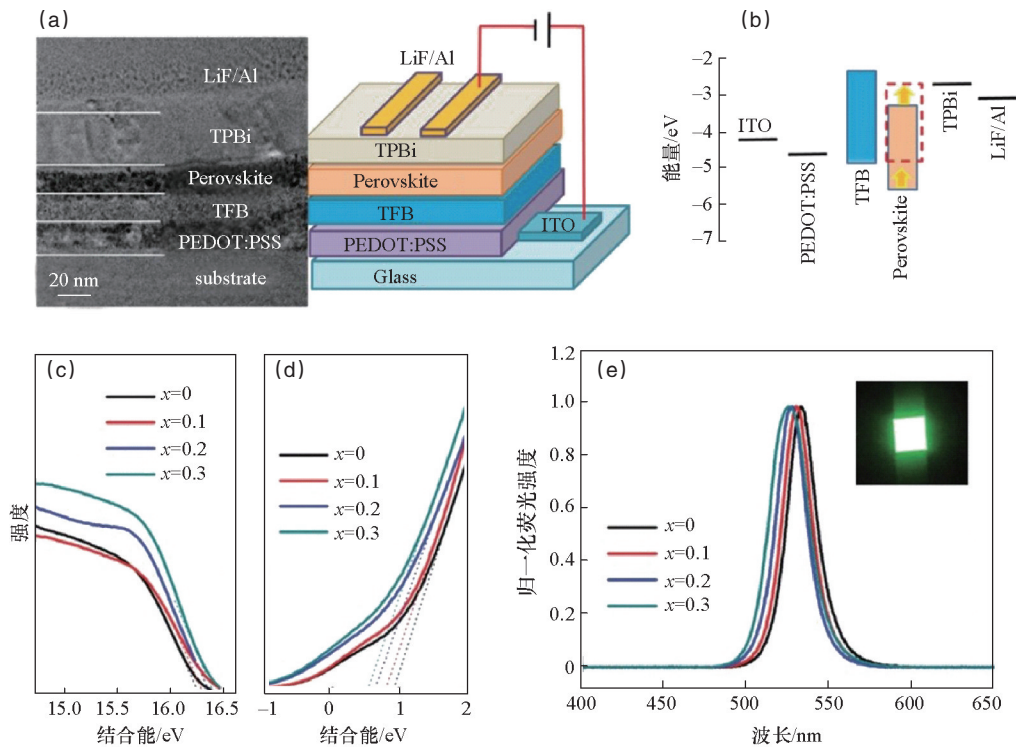 (a)
LiF/Al
TPBi
Perovskite
TFB
PEDOT:PSS
substrate
20 nm
LiF/Al
TPBi
Perovskite
TFB
PEDOT:PSS
ITO
Glass
(b)
能量/eV
−2
−3
−4
−5
−6
−7
ITO
PEDOT:PSS
TFB
Perovskite
TPBi
LiF/Al
(c)
x=0
x=0.1
x=0.2
x=0.3
强度
15.0 15.5 16.0 16.5
结合能/eV
(d)
x=0
x=0.1
x=0.2
x=0.3
−1 0 1 2
结合能/eV
(e)
归一化荧光强度
1.2
1.0
0.8
0.6
0.4
0.2
0
x=0
x=0.1
x=0.2
x=0.3
400 450 500 550 600 650
波长/nm